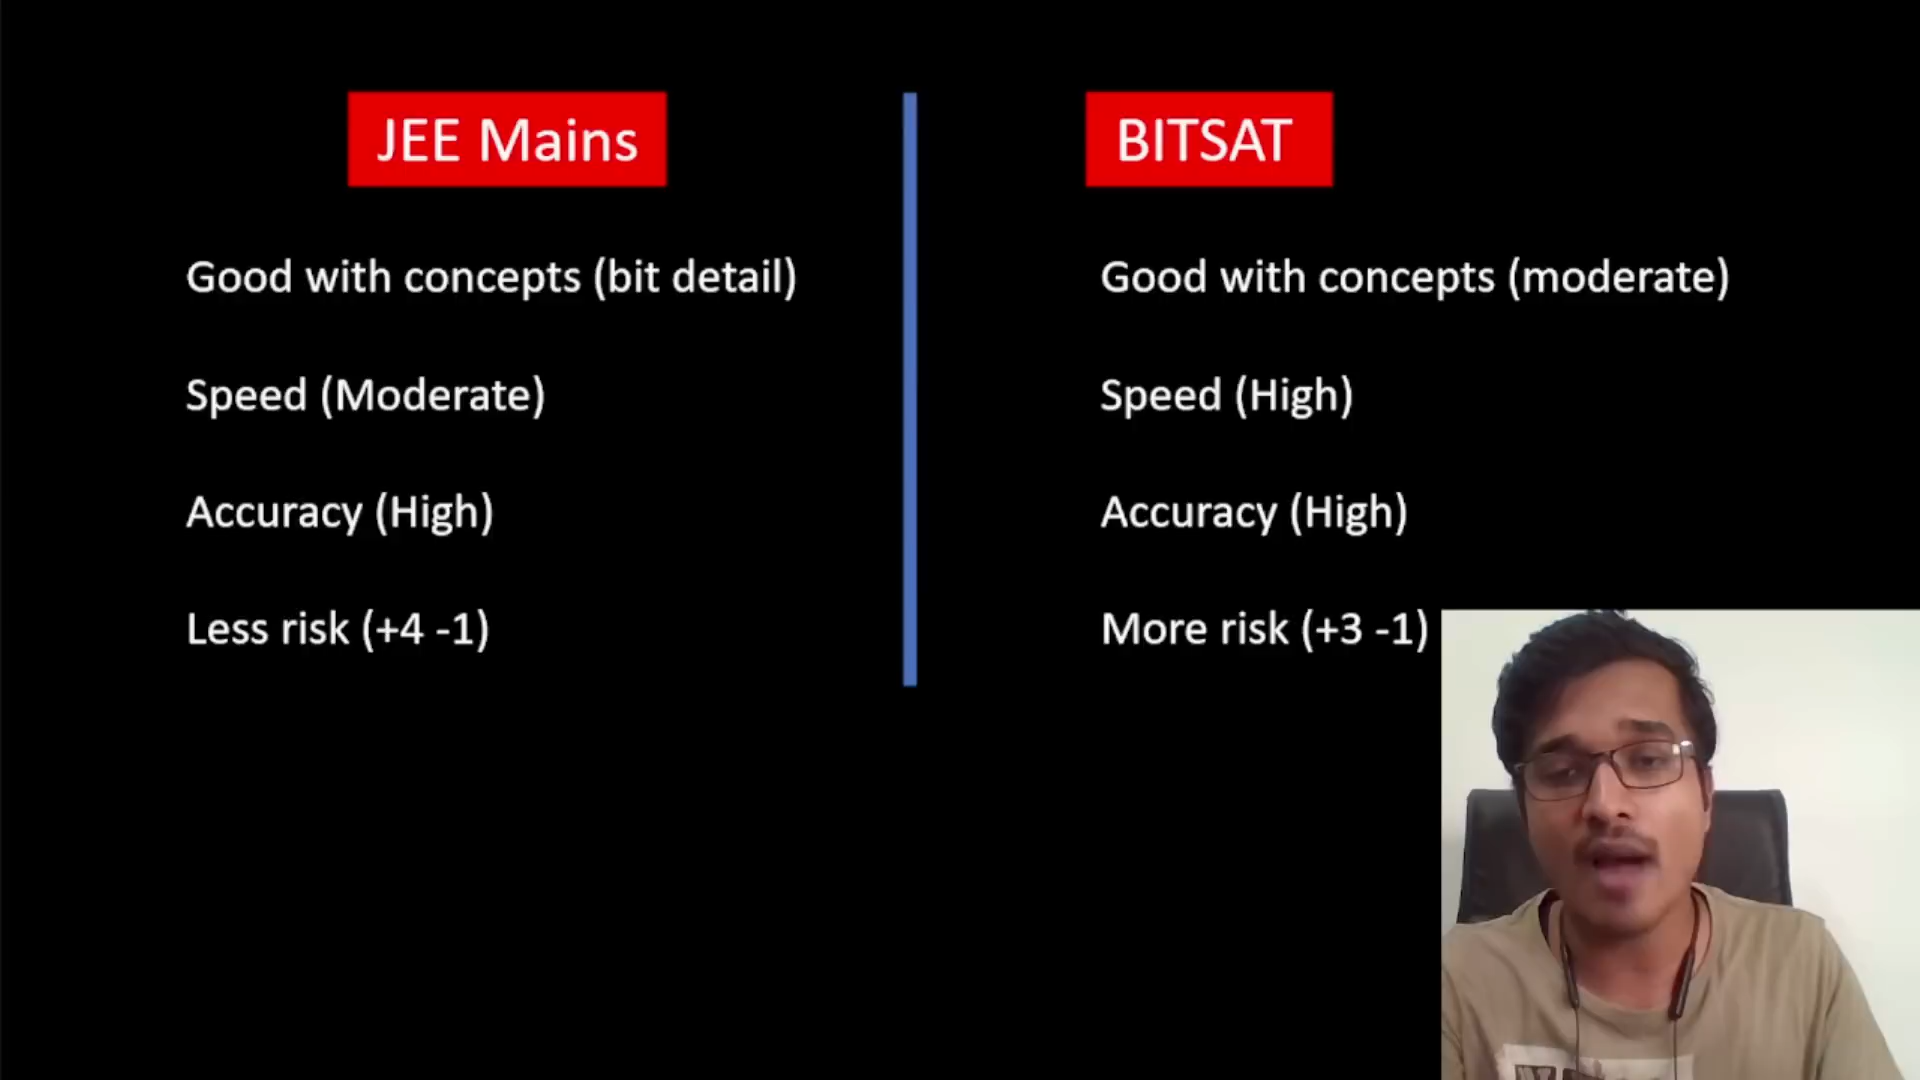 JEE Mains
Good with concepts (bit detail)
Speed (Moderate)
Accuracy (High)
Less risk (+4 -1)
BITSAT
Good with concepts (moderate)
Speed (High)
Accuracy (High)
More risk (+3 -1)